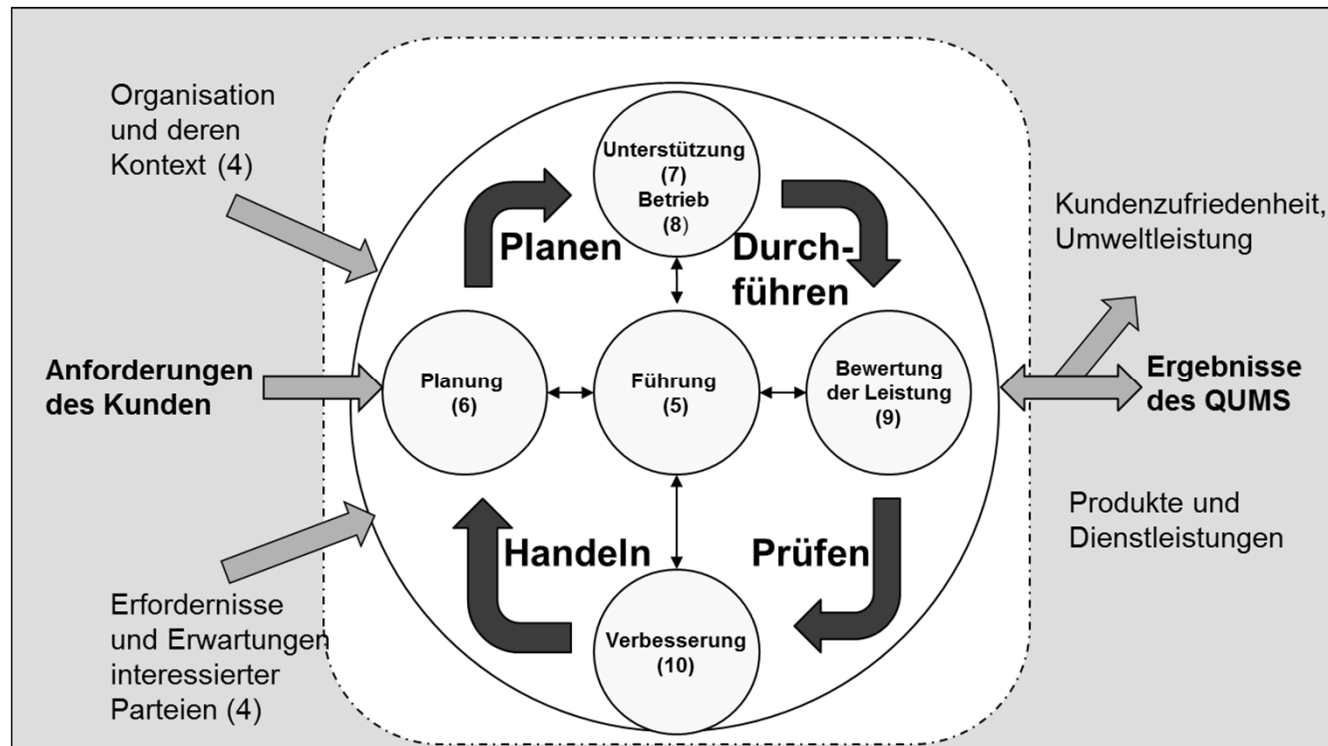 Organisation
und deren
Kontext (4)
Anforderungen
des Kunden
Erfordernisse
und Erwartungen
interessierter
Parteien (4)
Unterstützung
(7)
Betrieb
(8)
Planen
Durch-
führen
Planung
(6)
Führung
(5)
Bewertung
der Leistung
(9)
Handeln
Prüfen
Verbesserung
(10)
Kundenzufriedenheit,
Umweltleistung
Ergebnisse
des QUMS
Produkte und
Dienstleistungen